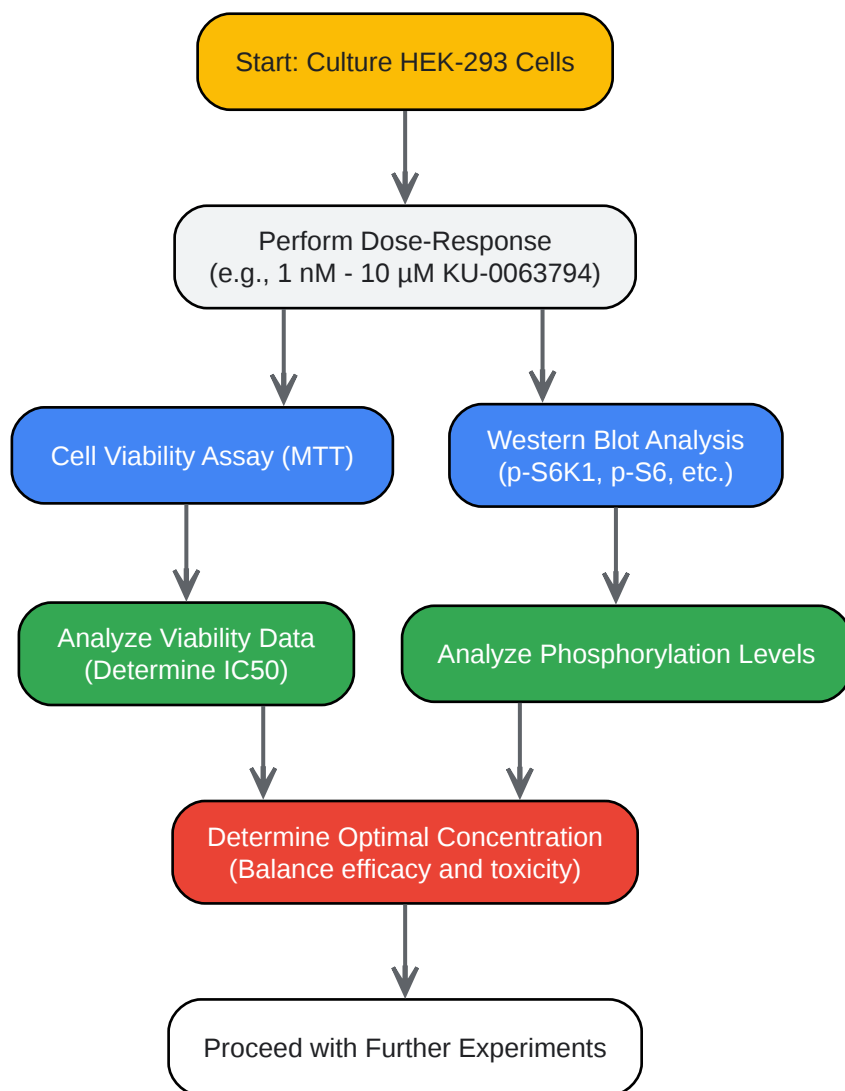 Start: Culture HEK-293 Cells
Perform Dose-Response
(e.g., 1 nM - 10 µM KU-0063794)
Cell Viability Assay (MTT)
Western Blot Analysis
(p-S6K1, p-S6, etc.)
Analyze Viability Data
(Determine IC50)
Analyze Phosphorylation Levels
Determine Optimal Concentration
(Balance efficacy and toxicity)
Proceed with Further Experiments